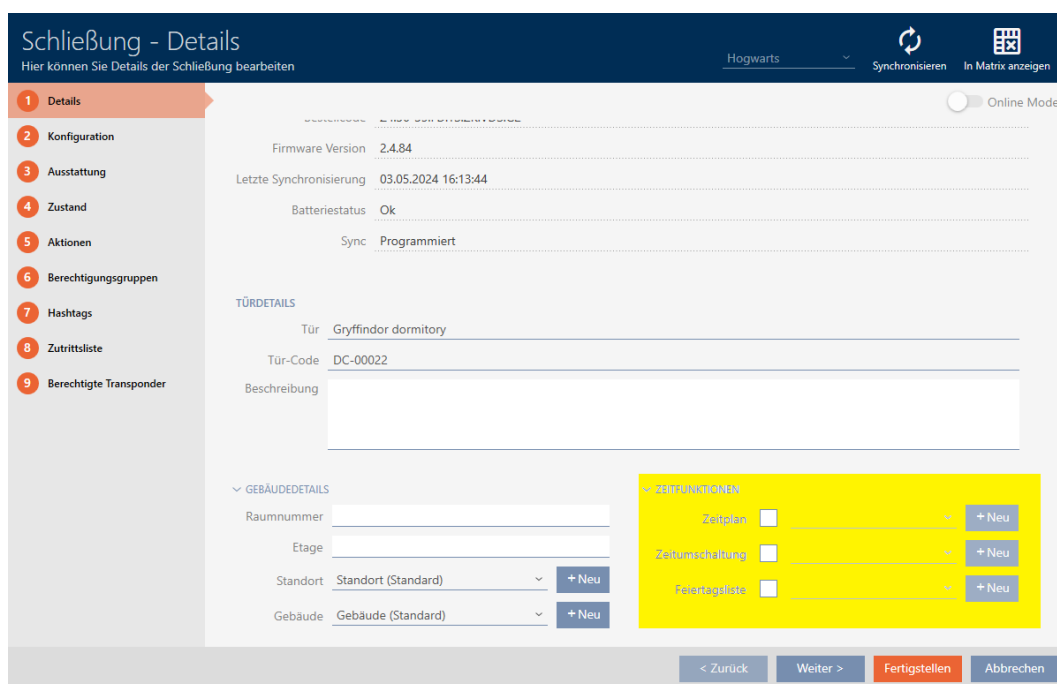 Schließung - Details
Hier können Sie Details der Schließung bearbeiten
Hogwarts
Synchronisieren
In Matrix anzeigen
1 Details
2 Konfiguration
3 Ausstattung
4 Zustand
5 Aktionen
6 Berechtigungsgruppen
7 Hashtags
8 Zutrittsliste
9 Berechtigte Transponder
Online Mode
Firmware Version 2.4.84
Letzte Synchronisierung 03.05.2024 16:13:44
Batteriestatus Ok
Sync Programmiert
TÜRDETAILS
Tür Gryffindor dormitory
Tür-Code DC-00022
Beschreibung
GEBÄUDEDETAILS
Raumnummer
Etage
Standort Standort (Standard) + Neu
Gebäude Gebäude (Standard) + Neu
ZEITFUNKTIONEN
Zeitplan + Neu
Zeitumschaltung + Neu
Feiertagsliste + Neu
< Zurück
Weiter >
Fertigstellen
Abbrechen